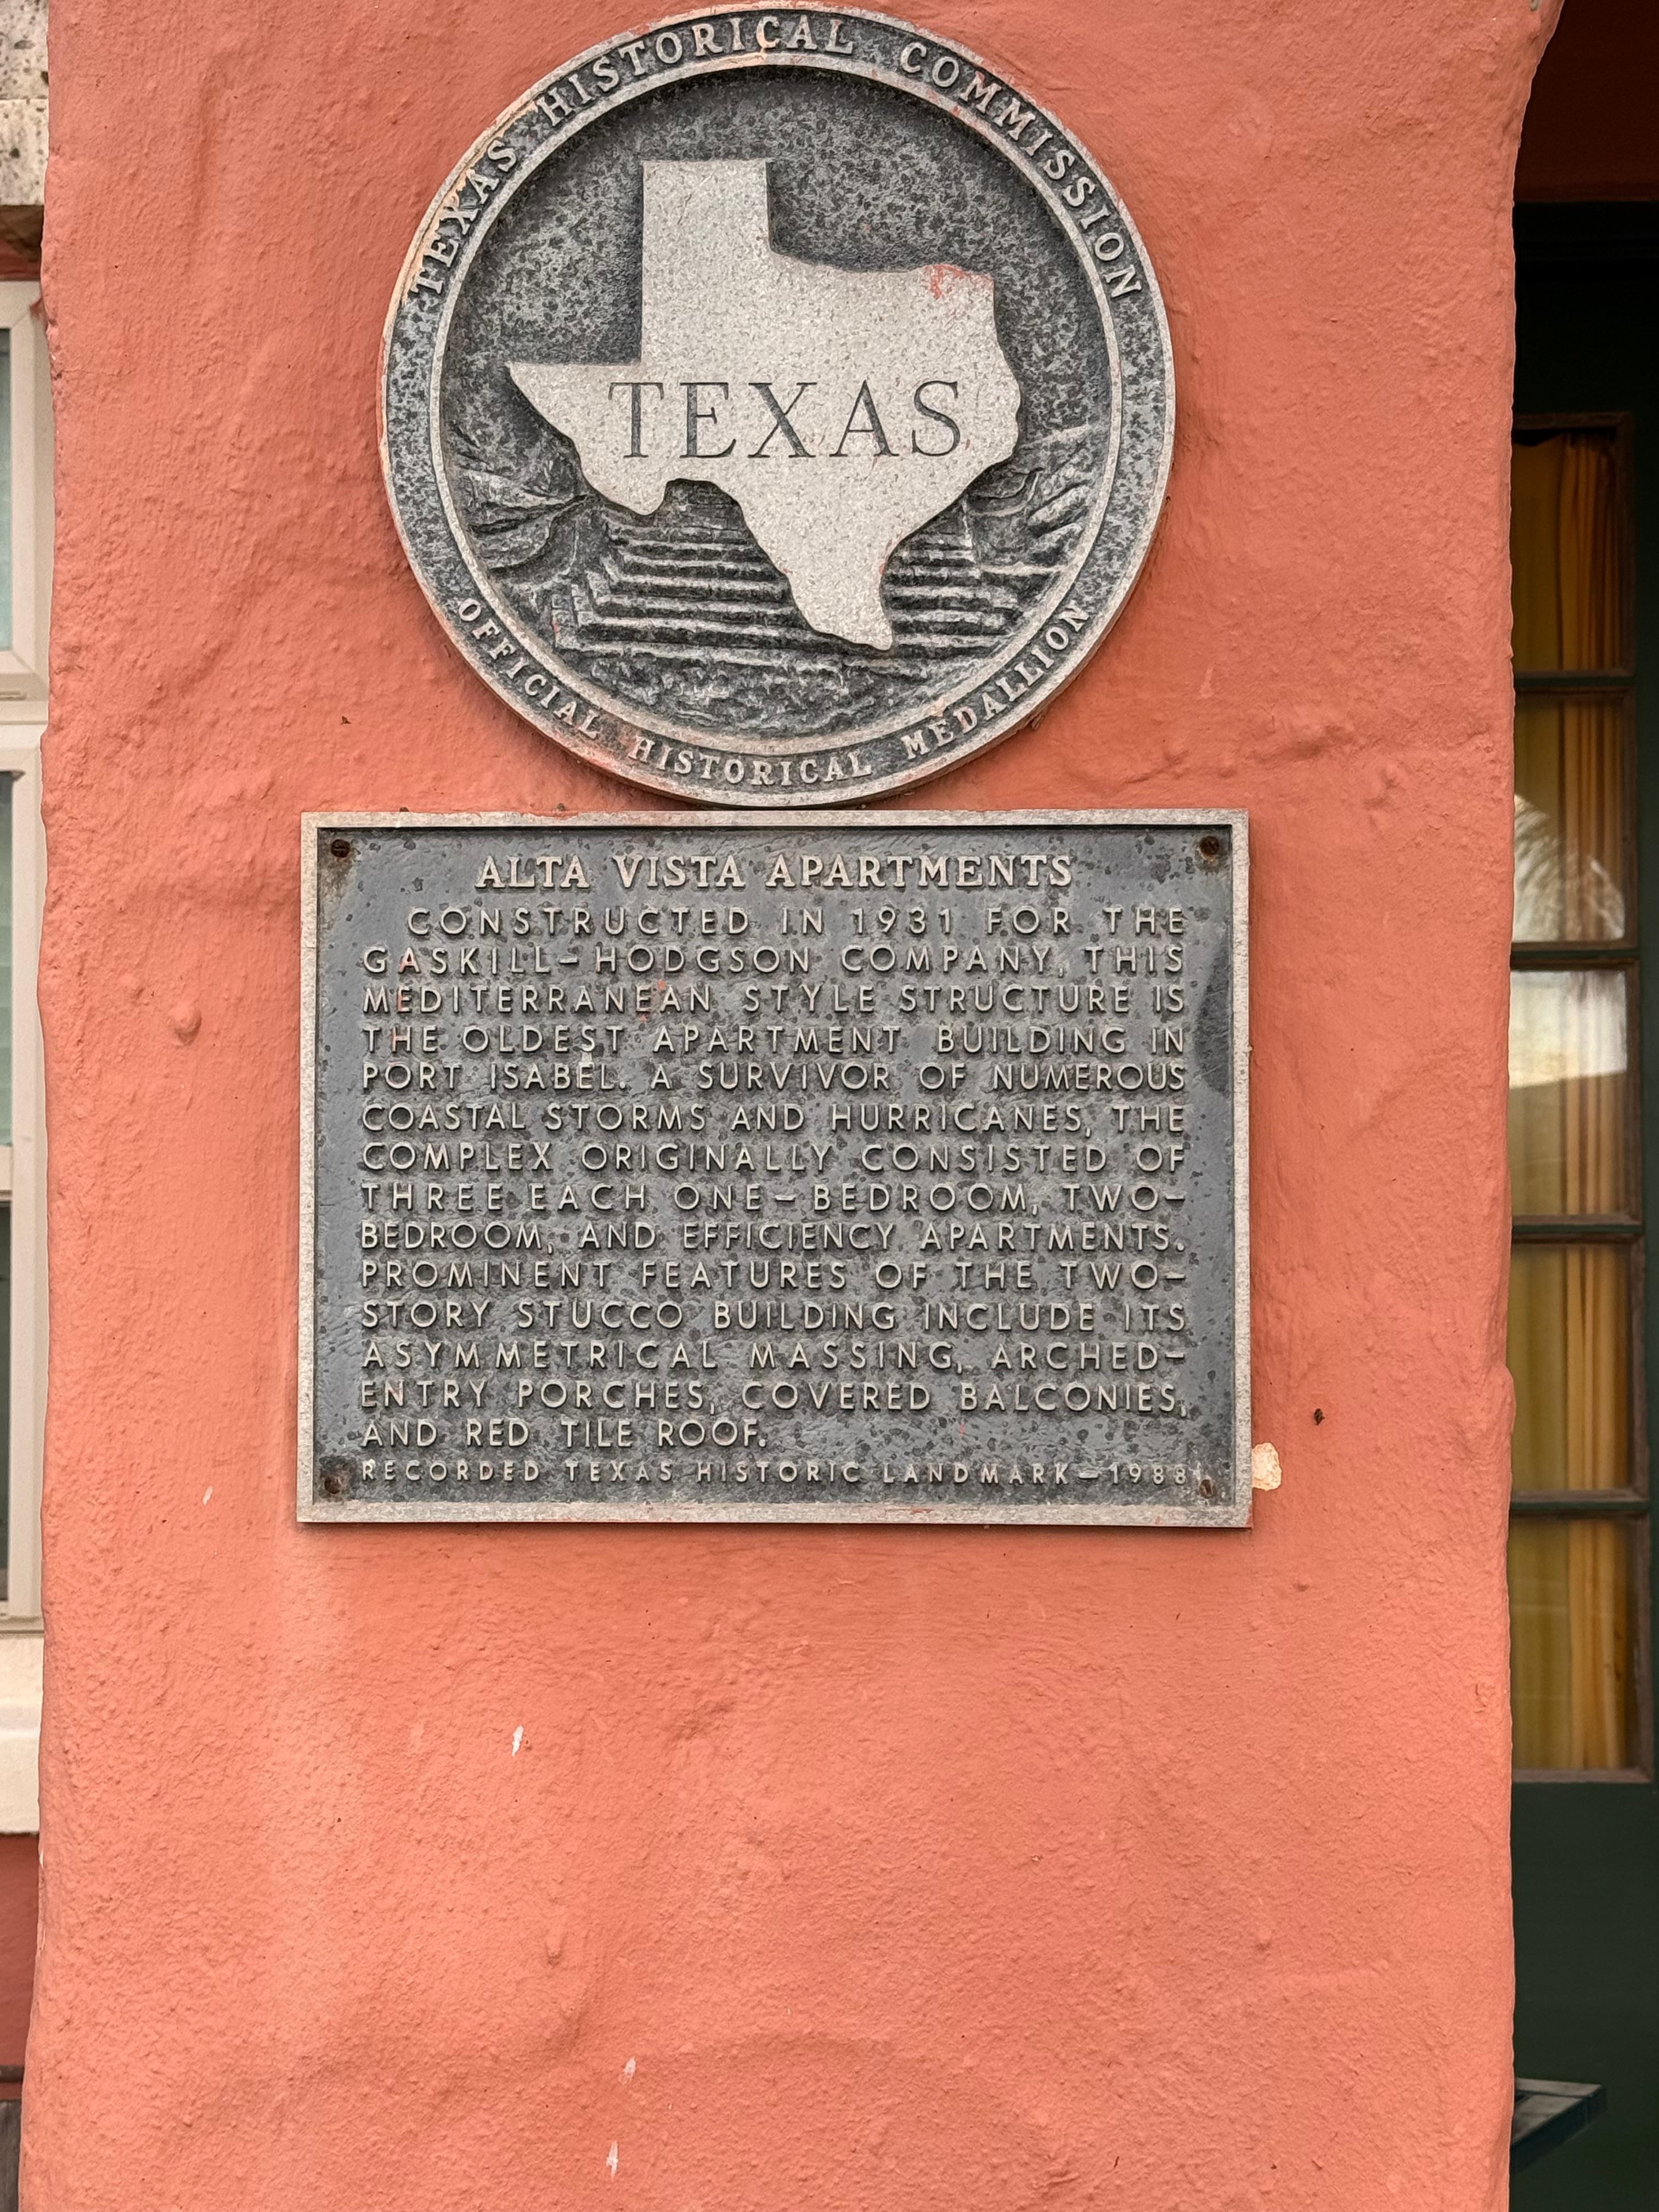 TEXAS HISTORICAL COMMISSION
TEXAS
OFFICIAL HISTORICAL MEDALLION
ALTA VISTA APARTMENTS
CONSTRUCTED IN 1931 FOR THE
GASKILL-HODGSON COMPANY, THIS
MEDITERRANEAN STYLE STRUCTURE IS
THE OLDEST APARTMENT BUILDING IN
PORT ISABEL. A SURVIVOR OF NUMEROUS
COASTAL STORMS AND HURRICANES, THE
COMPLEX ORIGINALLY CONSISTED OF
THREE EACH ONE-BEDROOM, TWO-
BEDROOM, AND EFFICIENCY APARTMENTS.
PROMINENT FEATURES OF THE TWO-
STORY STUCCO BUILDING INCLUDE ITS
ASYMMETRICAL MASSING, ARCHED-
ENTRY PORCHES, COVERED BALCONIES,
AND RED TILE ROOF.
RECORDED TEXAS HISTORIC LANDMARK-1988